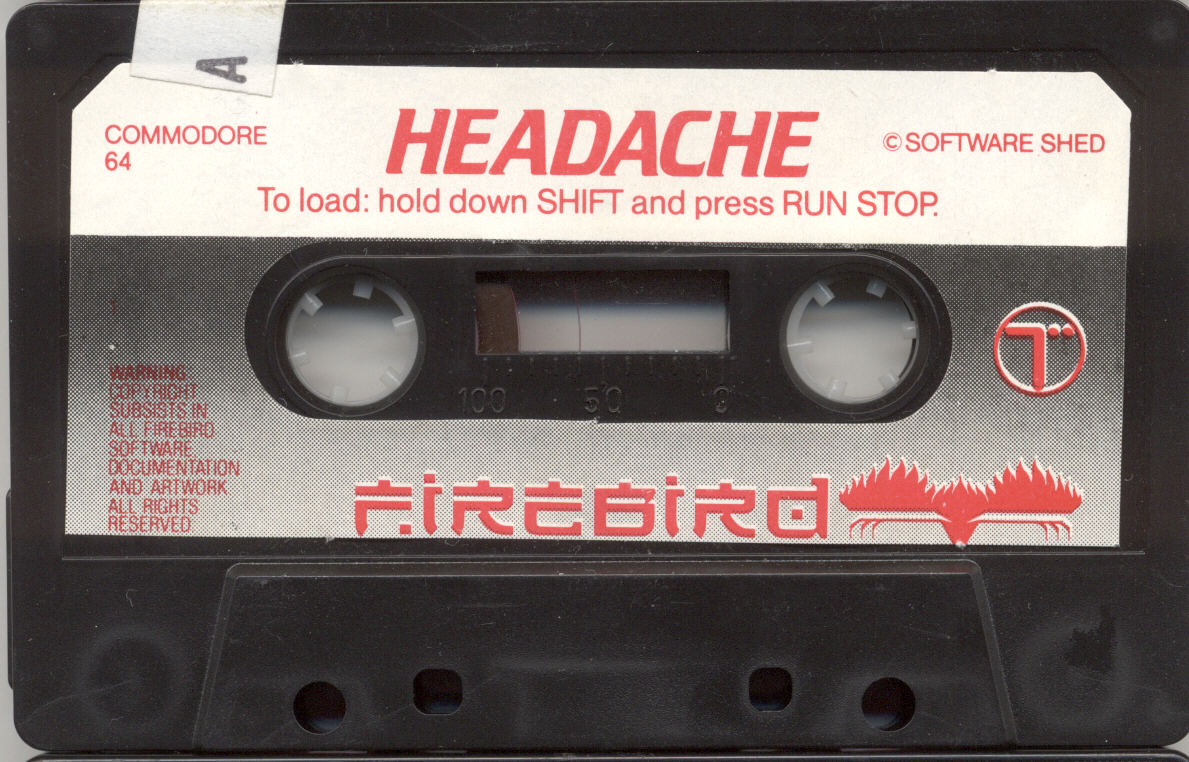 A
COMMODORE
64
HEADACHE
© SOFTWARE SHED
To load: hold down SHIFT and press RUN STOP.
100 50 0
WARNING
COPYRIGHT
SUBSISTS IN
ALL FIREBIRD
SOFTWARE
DOCUMENTATION
AND ARTWORK
ALL RIGHTS
RESERVED
FIREBIRD